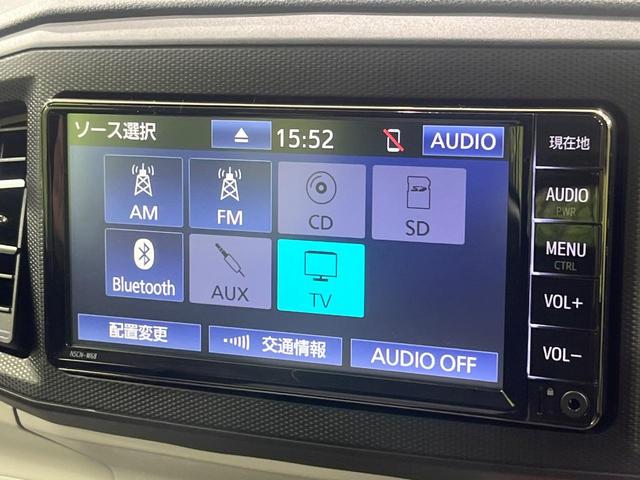 ソース選択 15:52 AUDIO
AM FM CD SD
Bluetooth AUX TV
配置変更 交通情報 AUDIO OFF
NSCN-W68
現在地
AUDIO
PWR
MENU
CTRL
VOL+
VOL-